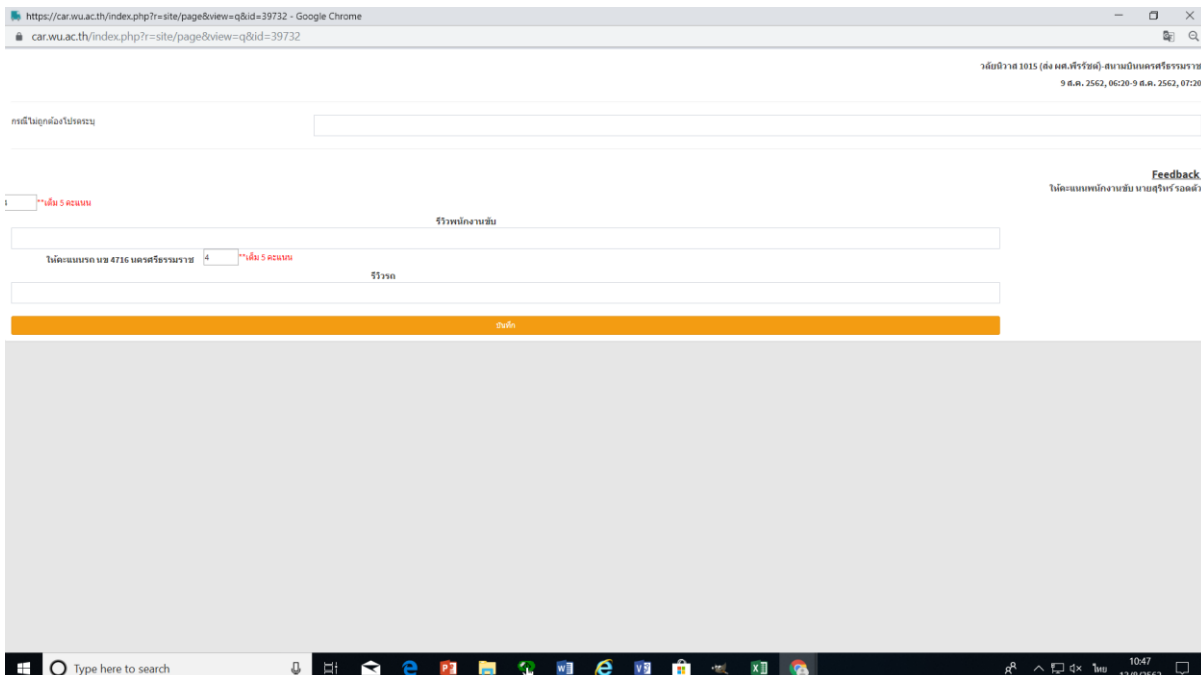 https://car.wu.ac.th/index.php?r=site/page&view=q&id=39732 - Google Chrome
car.wu.ac.th/index.php?r=site/page&view=q&id=39732
วลัยนิวาส 1015 (ส่ง ผศ.พีรวัชต์)-สนามบินนครศรีธรรมราช
9 ส.ค. 2562, 06:20-9 ส.ค. 2562, 07:20
กรณีไม่ถูกต้องโปรดระบุ
Feedback
ให้คะแนนพนักงานขับ นายสุรินทร์ รอดตัว
**เต็ม 5 คะแนน
รีวิวพนักงานขับ
ให้คะแนนรถ นข 4716 นครศรีธรรมราช 4 **เต็ม 5 คะแนน
รีวิวรถ
บันทึก
Type here to search
ไทย
10:47